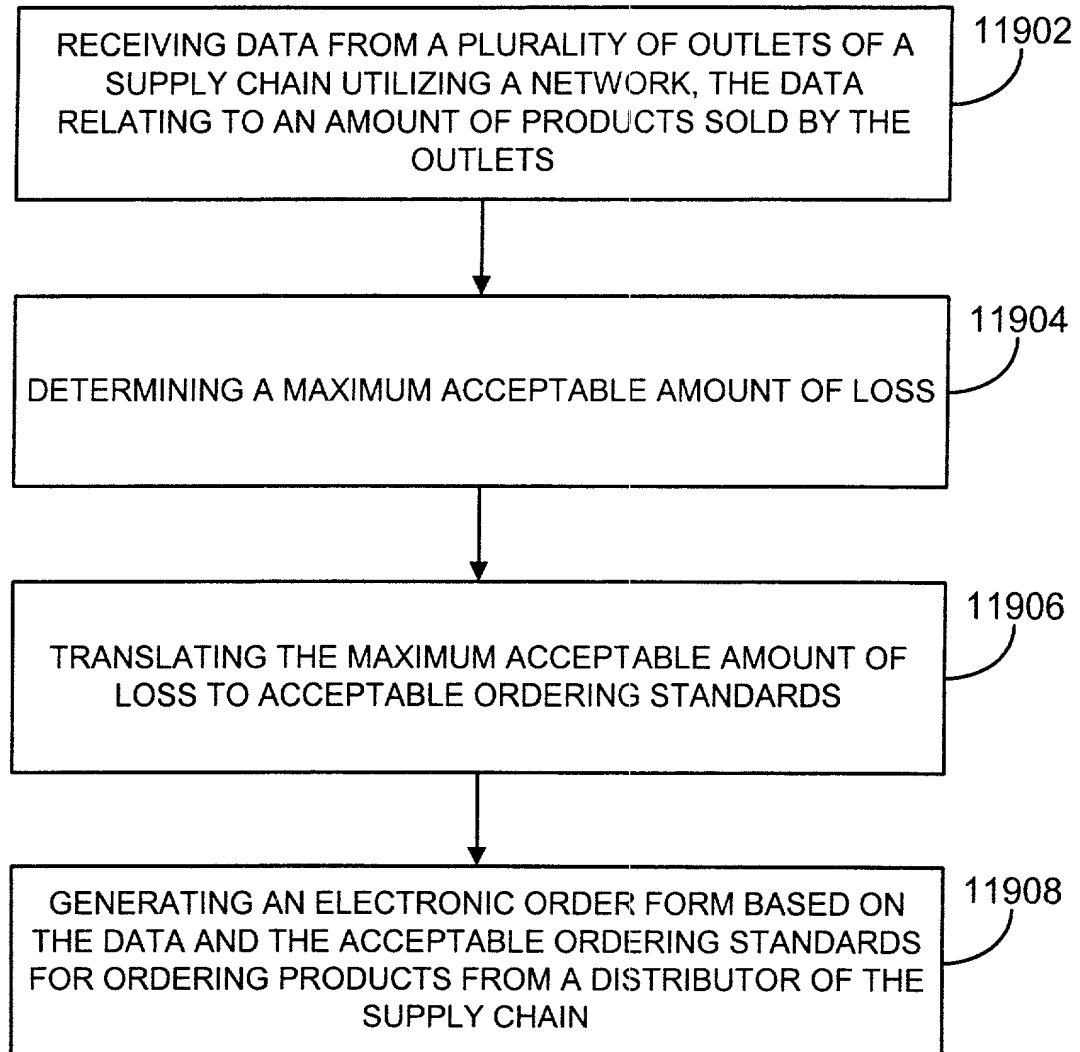 RECEIVING DATA FROM A PLURALITY OF OUTLETS OF A
SUPPLY CHAIN UTILIZING A NETWORK, THE DATA
RELATING TO AN AMOUNT OF PRODUCTS SOLD BY THE
OUTLETS
11902
DETERMINING A MAXIMUM ACCEPTABLE AMOUNT OF LOSS
11904
TRANSLATING THE MAXIMUM ACCEPTABLE AMOUNT OF
LOSS TO ACCEPTABLE ORDERING STANDARDS
11906
GENERATING AN ELECTRONIC ORDER FORM BASED ON
THE DATA AND THE ACCEPTABLE ORDERING STANDARDS
FOR ORDERING PRODUCTS FROM A DISTRIBUTOR OF THE
SUPPLY CHAIN
11908